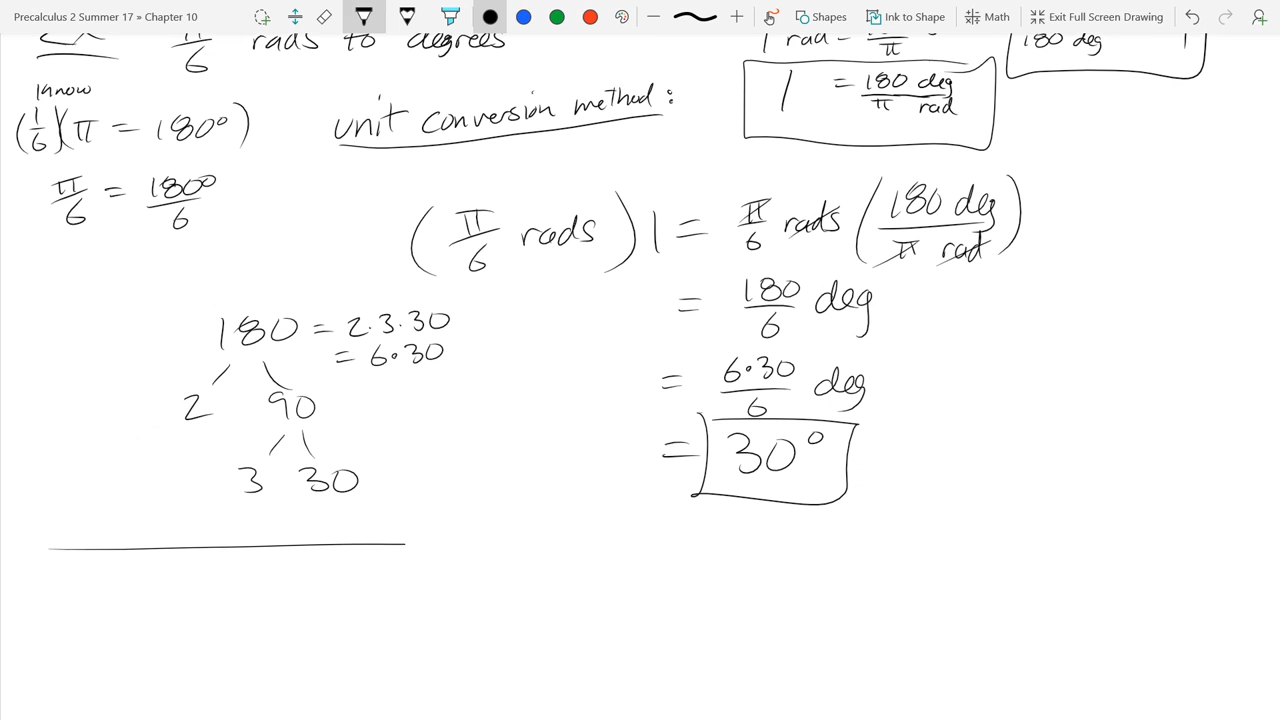 Precalculus 2 Summer 17 » Chapter 10
Shapes
Ink to Shape
Math
Exit Full Screen Drawing
π/6 rads to degrees
1 rad =
180 deg
1 = 180 deg / π rad
know
(1/6)(π = 180°)
unit conversion method:
π/6 = 180°/6
(π/6 rads) 1 = π/6 rads (180 deg / π rad)
= 180/6 deg
180 = 2·3·30
= 6·30
2 90
3 30
= 6·30/6 deg
= 30°